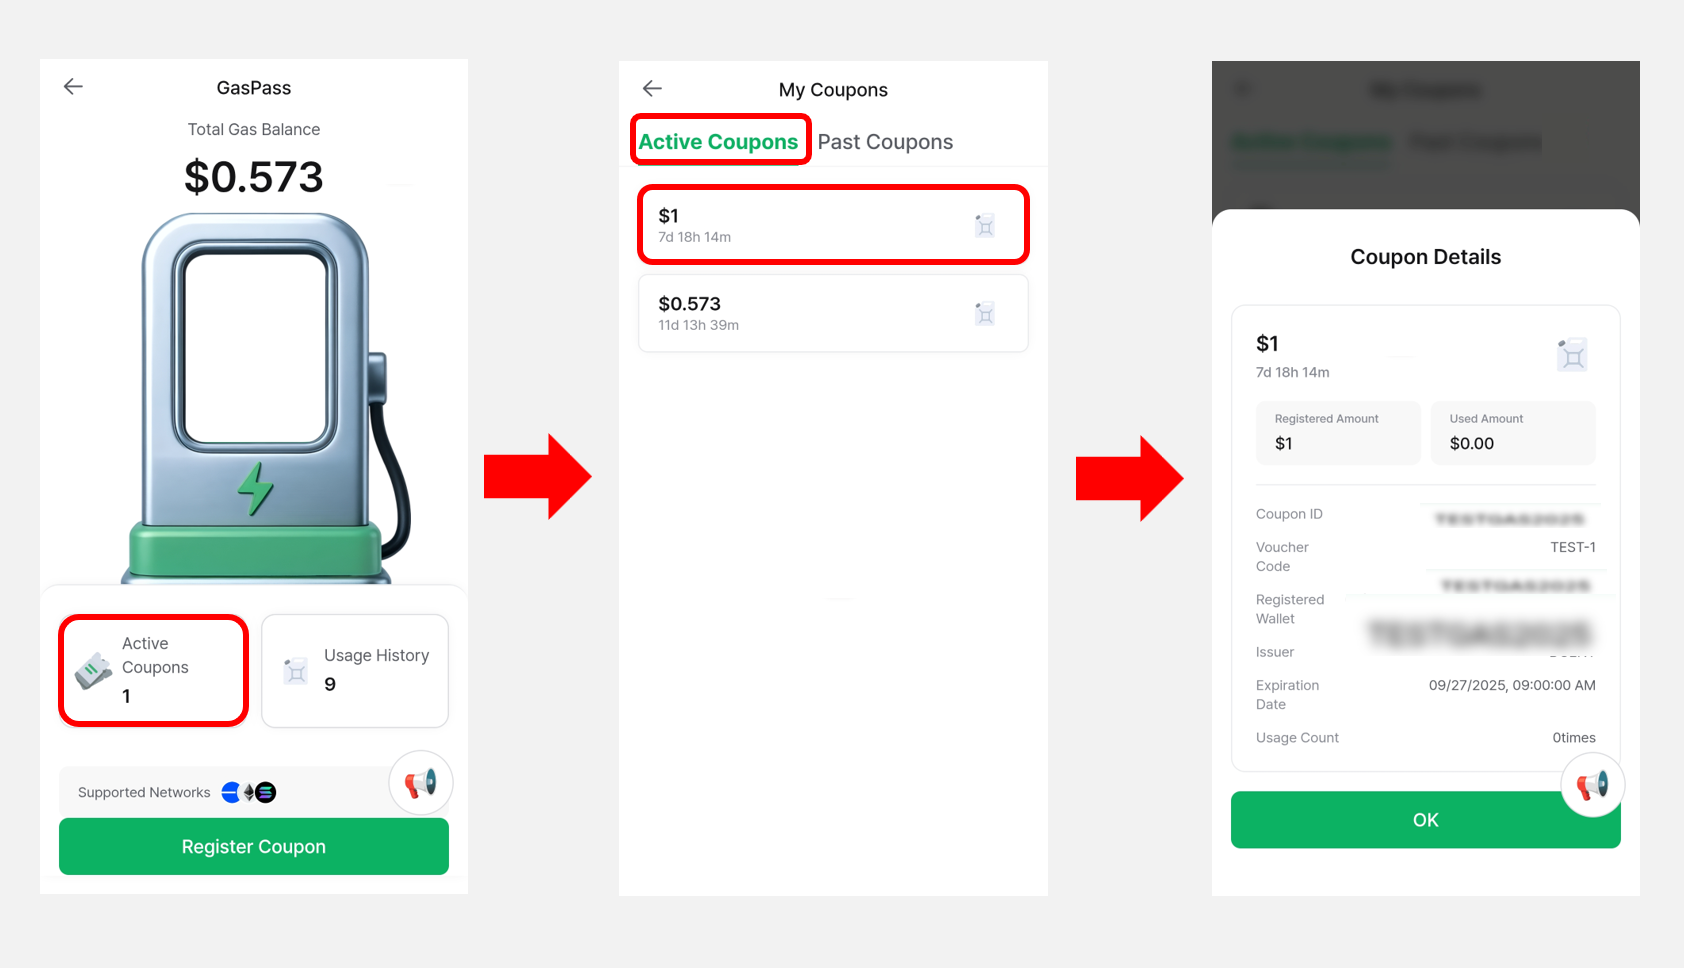 GasPass
Total Gas Balance
$0.573
Active
Coupons
1
Usage History
9
Supported Networks
Register Coupon
My Coupons
Active Coupons
Past Coupons
$1
7d 18h 14m
$0.573
11d 13h 39m
Coupon Details
$1
7d 18h 14m
Registered Amount
$1
Used Amount
$0.00
Coupon ID
TESTGAS2025
Voucher
Code
TEST-1
TESTGAS2025
Registered
Wallet
TESTGAS2025
Issuer
Expiration
Date
09/27/2025, 09:00:00 AM
Usage Count
0times
OK